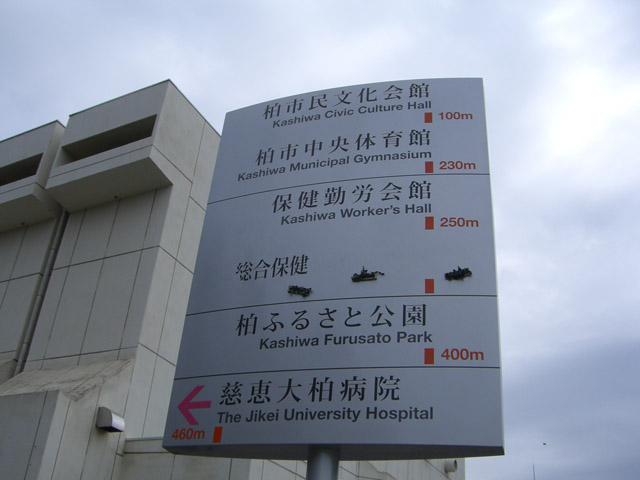 柏市民文化会館
Kashiwa Civic Culture Hall
100m
柏市中央体育館
Kashiwa Municipal Gymnasium
230m
保健勤労会館
Kashiwa Worker's Hall
250m
総合保健
柏ふるさと公園
Kashiwa Furusato Park
400m
慈恵大柏病院
The Jikei University Hospital
460m